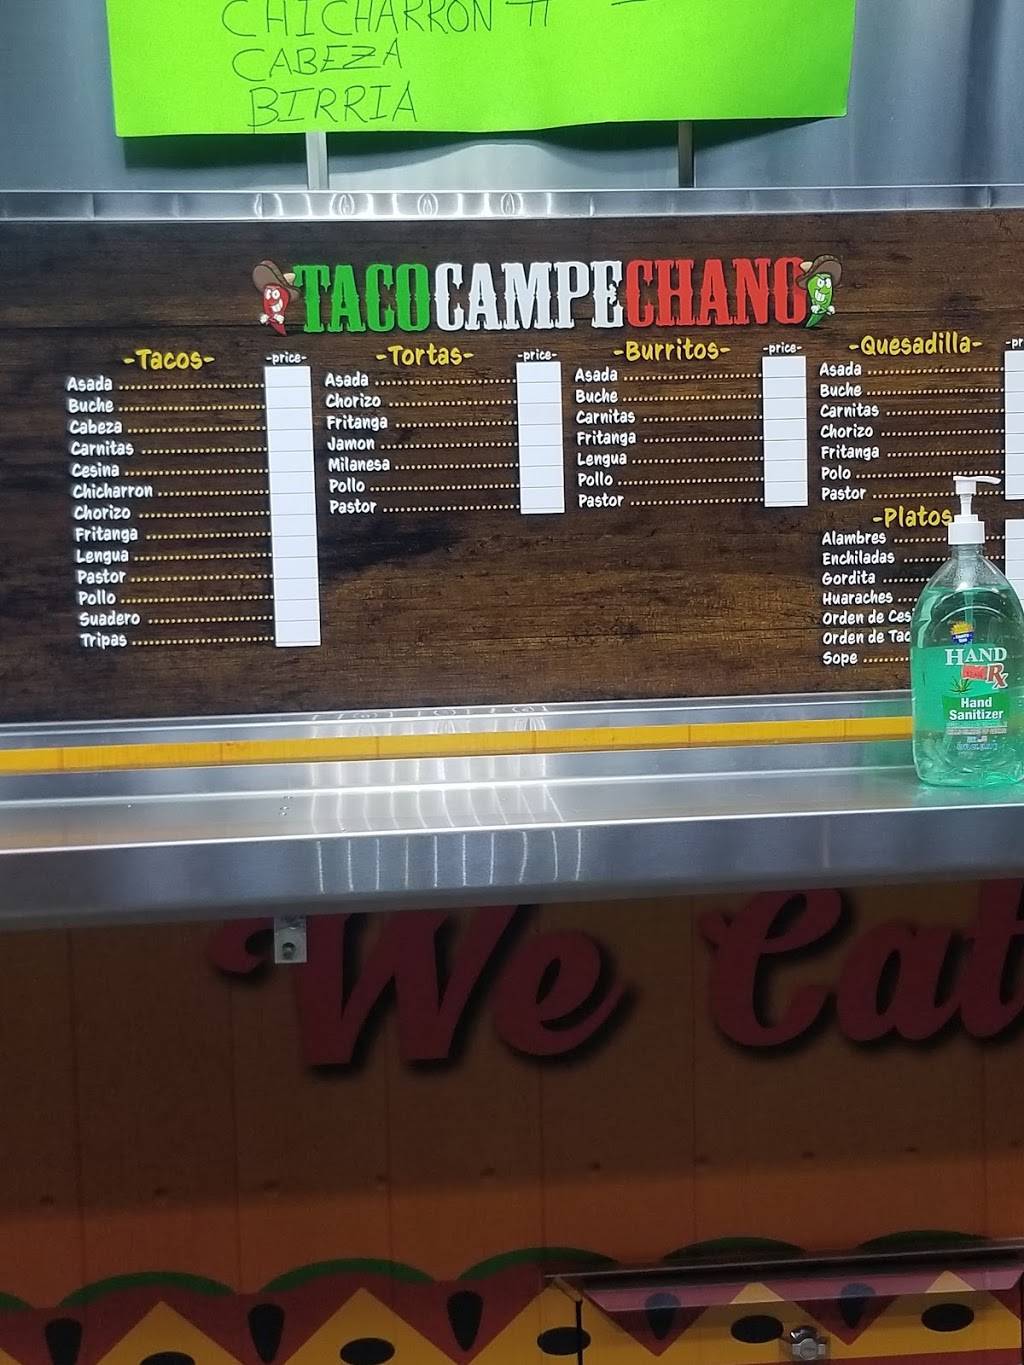 CHICHARRON
CABEZA
BIRRIA
TACOCAMPECHANO
-Tacos- -price-
Asada
Buche
Cabeza
Carnitas
Cesina
Chicharron
Chorizo
Fritanga
Lengua
Pastor
Pollo
Suadero
Tripas
-Tortas- -price-
Asada
Chorizo
Fritanga
Jamon
Milanesa
Pollo
Pastor
-Burritos- -price-
Asada
Buche
Carnitas
Fritanga
Lengua
Pollo
Pastor
-Quesadilla-
Asada
Buche
Carnitas
Chorizo
Fritanga
Polo
Pastor
-Platos
Alambres
Enchiladas
Gordita
Huaraches
Orden de
Orden de
Sope
HAND
Rx
Hand
Sanitizer
We Cat